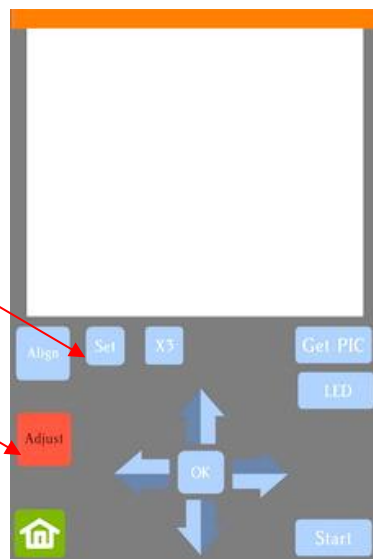 Align
Set
X3
Get PIC
LED
Adjust
OK
Start